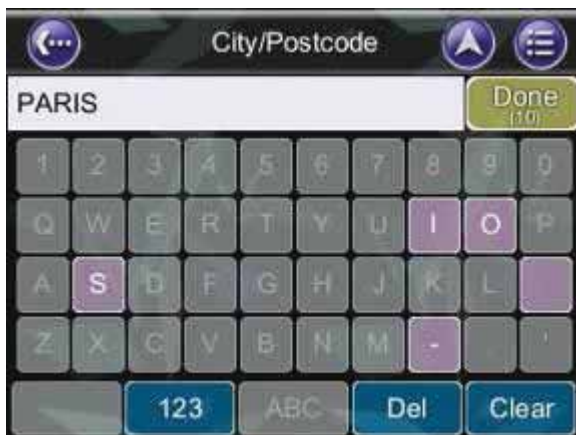 City/Postcode
PARIS
Done
(10)
1 2 3 4 5 6 7 8 9 0
Q W E R T Y U I O P
A S D F G H J K L
Z X C V B N M - . '
123 ABC Del Clear